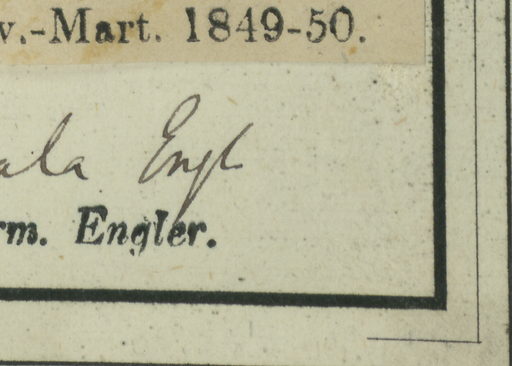 v.-Mart. 1849-50.
ala Engl
rm. Engler.